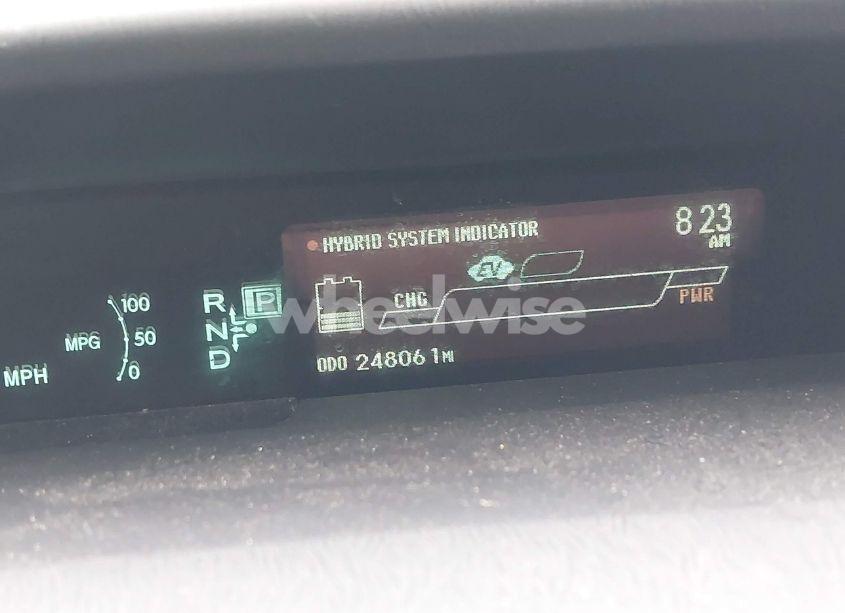 HYBRID SYSTEM INDICATOR
8:23
AM
EV
CHG
PWR
ODO 248061 MI
100
MPG 50
0
MPH
R
P
N
D
wheelwise